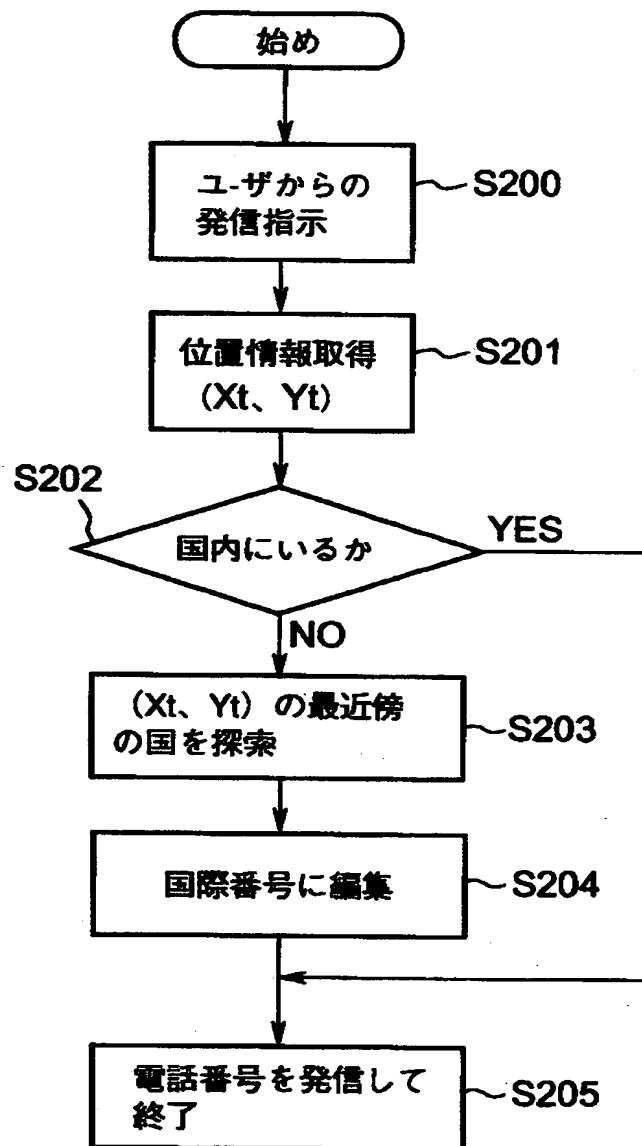 始め
ユ-ザからの
発信指示
S200
位置情報取得
(Xt、Yt)
S201
S202
国内にいるか
YES
NO
(Xt、Yt)の最近傍
の国を探索
S203
国際番号に編集
S204
電話番号を発信して
終了
S205